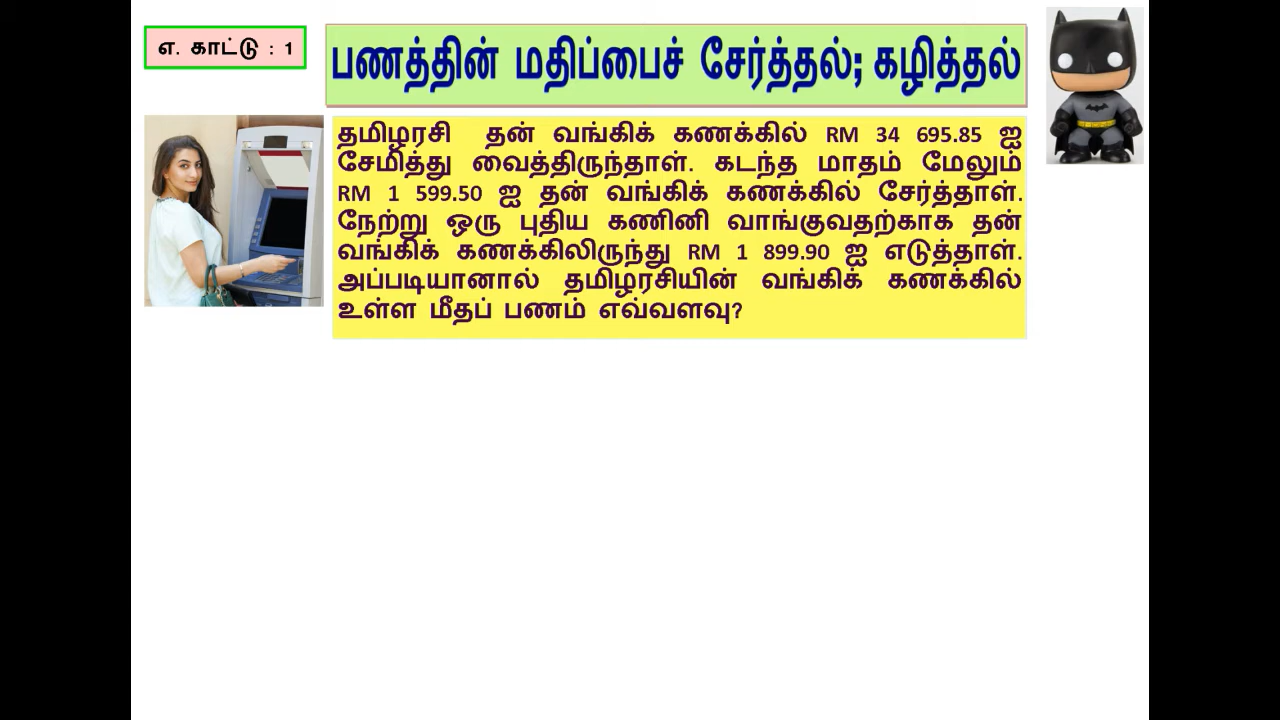 எ. காட்டு : 1
பணத்தின் மதிப்பைச் சேர்த்தல்; கழித்தல்
தமிழரசி தன் வங்கிக் கணக்கில் RM 34 695.85 ஐ
சேமித்து வைத்திருந்தாள். கடந்த மாதம் மேலும்
RM 1 599.50 ஐ தன் வங்கிக் கணக்கில் சேர்த்தாள்.
நேற்று ஒரு புதிய கணினி வாங்குவதற்காக தன்
வங்கிக் கணக்கிலிருந்து RM 1 899.90 ஐ எடுத்தாள்.
அப்படியானால் தமிழரசியின் வங்கிக் கணக்கில்
உள்ள மீதப் பணம் எவ்வளவு?